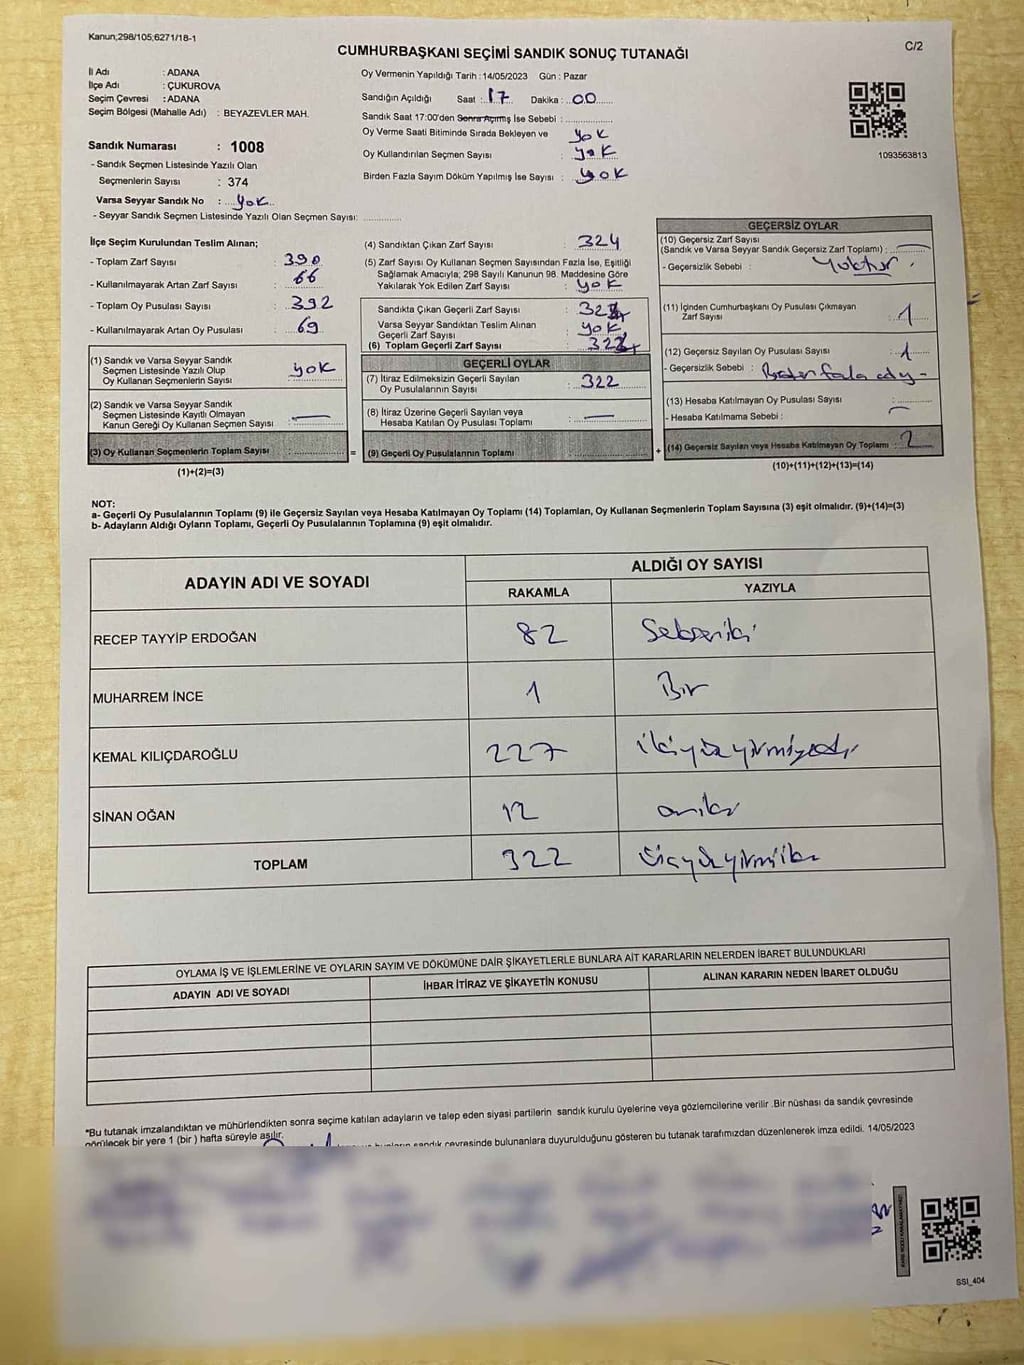 Kanun;298/105;6271/18-1
C/2
CUMHURBAŞKANI SEÇİMİ SANDIK SONUÇ TUTANAĞI
İl Adı : ADANA
İlçe Adı : ÇUKUROVA
Seçim Çevresi : ADANA
Seçim Bölgesi (Mahalle Adı) : BEYAZEVLER MAH.
Sandık Numarası : 1008
- Sandık Seçmen Listesinde Yazılı Olan
Seçmenlerin Sayısı : 374
Varsa Seyyar Sandık No : yok
- Seyyar Sandık Seçmen Listesinde Yazılı Olan Seçmen Sayısı:
Oy Vermenin Yapıldığı Tarih : 14/05/2023 Gün : Pazar
Sandığın Açıldığı Saat : 17 Dakika : 00
Sandık Saat 17:00'den Sonra Açılmış İse Sebebi :
Oy Verme Saati Bitiminde Sırada Bekleyen ve yok
Oy Kullandırılan Seçmen Sayısı : yok
Birden Fazla Sayım Döküm Yapılmış İse Sayısı : yok
1093563813
İlçe Seçim Kurulundan Teslim Alınan;
- Toplam Zarf Sayısı : 390
- Kullanılmayarak Artan Zarf Sayısı : 66
- Toplam Oy Pusulası Sayısı : 392
- Kullanılmayarak Artan Oy Pusulası : 69
(1) Sandık ve Varsa Seyyar Sandık
Seçmen Listesinde Yazılı Olup
Oy Kullanan Seçmenlerin Sayısı : yok
(2) Sandık ve Varsa Seyyar Sandık
Seçmen Listesinde Kayıtlı Olmayan
Kanun Gereği Oy Kullanan Seçmen Sayısı : —
(3) Oy Kullanan Seçmenlerin Toplam Sayısı :
(1)+(2)=(3)
=
(4) Sandıktan Çıkan Zarf Sayısı : 324
(5) Zarf Sayısı Oy Kullanan Seçmen Sayısından Fazla İse, Eşitliği
Sağlamak Amacıyla; 298 Sayılı Kanunun 98. Maddesine Göre
Yakılarak Yok Edilen Zarf Sayısı : yok
Sandıkta Çıkan Geçerli Zarf Sayısı :
Varsa Seyyar Sandıktan Teslim Alınan
Geçerli Zarf Sayısı : yok
(6) Toplam Geçerli Zarf Sayısı :
GEÇERLİ OYLAR
(7) İtiraz Edilmeksizin Geçerli Sayılan
Oy Pusulasının Sayısı : 322
(8) İtiraz Üzerine Geçerli Sayılan veya
Hesaba Katılan Oy Pusulası Toplamı : —
(9) Geçerli Oy Pusulalarının Toplamı :
+
GEÇERSİZ OYLAR
(10) Geçersiz Zarf Sayısı
(Sandık ve Varsa Seyyar Sandık Geçersiz Zarf Toplamı) : —
- Geçersizlik Sebebi : Yoktur.
(11) İçinden Cumhurbaşkanı Oy Pusulası Çıkmayan
Zarf Sayısı : 1
(12) Geçersiz Sayılan Oy Pusulası Sayısı : 1
- Geçersizlik Sebebi :
(13) Hesaba Katılmayan Oy Pusulası Sayısı : —
- Hesaba Katılmama Sebebi :
(14) Geçersiz Sayılan veya Hesaba Katılmayan Oy Toplamı : 2
(10)+(11)+(12)+(13)=(14)
NOT:
a- Geçerli Oy Pusulalarının Toplamı (9) ile Geçersiz Sayılan veya Hesaba Katılmayan Oy Toplamı (14) Toplamları, Oy Kullanan Seçmenlerin Toplam Sayısına (3) eşit olmalıdır. (9)+(14)=(3)
b- Adayların Aldığı Oyların Toplamı, Geçerli Oy Pusulalarının Toplamına (9) eşit olmalıdır.
ADAYIN ADI VE SOYADI ALDIĞI OY SAYISI
RAKAMLA YAZIYLA
RECEP TAYYİP ERDOĞAN 82 Sekseniki
MUHARREM İNCE 1 Bir
KEMAL KILIÇDAROĞLU 227 ikiyüzyirmiyedi
SİNAN OĞAN 12 oniki
TOPLAM 322 üçyüzyirmiiki
OYLAMA İŞ VE İŞLEMLERİNE VE OYLARIN SAYIM VE DÖKÜMÜNE DAİR ŞİKAYETLERLE BUNLARA AİT KARARLARIN NELERDEN İBARET BULUNDUKLARI
ADAYIN ADI VE SOYADI İHBAR İTİRAZ VE ŞİKAYETİN KONUSU ALINAN KARARIN NEDEN İBARET OLDUĞU
*Bu tutanak imzalandıktan ve mühürlendikten sonra seçime katılan adayların ve talep eden siyasi partilerin sandık kurulu üyelerine veya gözlemcilerine verilir .Bir nüshası da sandık çevresinde
görülecek bir yere 1 (bir ) hafta süreyle asılır.
bunların sandık çevresinde bulunanlara duyurulduğunu gösteren bu tutanak tarafımızdan düzenlenerek imza edildi. 14/05/2023
SSI_404